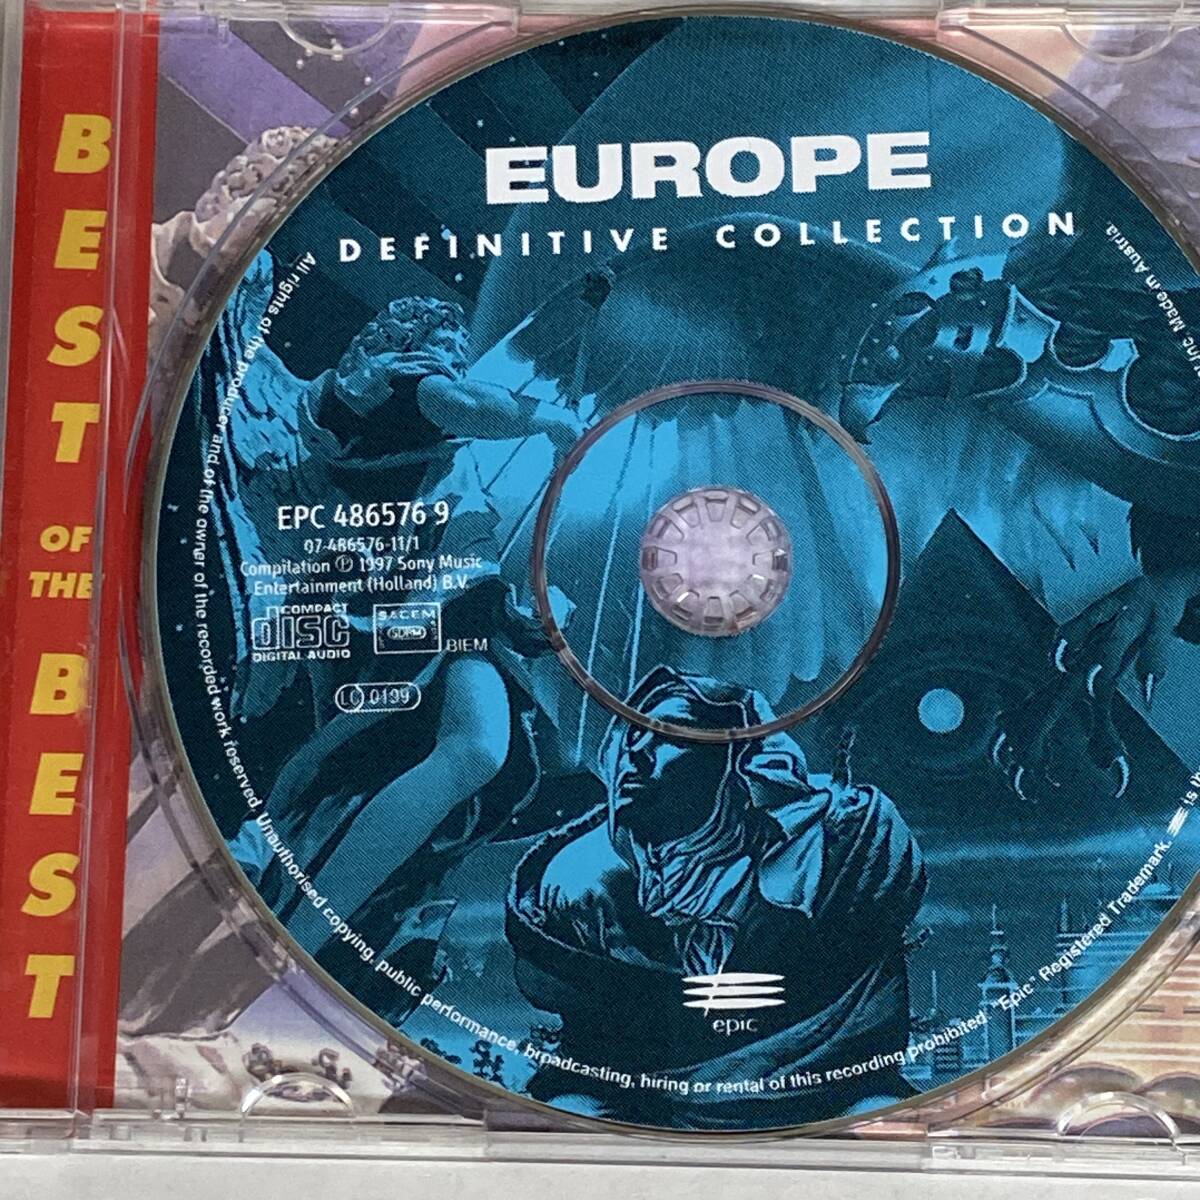 BEST
OF
THE
BEST
EUROPE
DEFINITIVE COLLECTION
EPC 486576 9
07-486576-11/1
Compilation ℗ 1997 Sony Music
Entertainment (Holland) B.V.
COMPACT
disc
DIGITAL AUDIO
SACEM
SDRM
BIEM
LC 0199
epic
All rights of the producer and of the owner of the recorded work reserved. Unauthorised copying, public performance, broadcasting, hiring or rental of this recording prohibited "Epic" Registered Trademark. is
Inc. Made in Austria